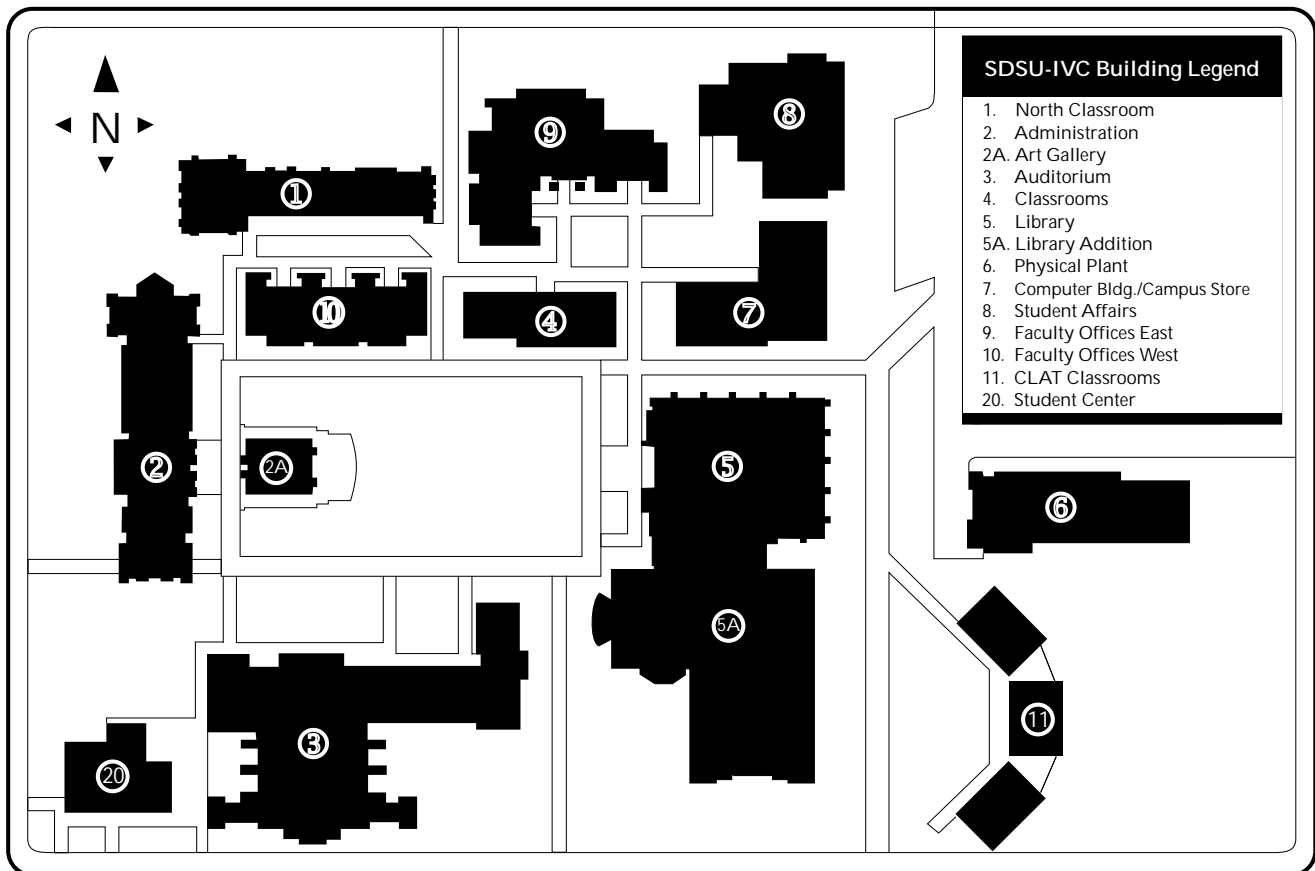 SDSU-IVC Building Legend
1. North Classroom
2. Administration
2A. Art Gallery
3. Auditorium
4. Classrooms
5. Library
5A. Library Addition
6. Physical Plant
7. Computer Bldg./Campus Store
8. Student Affairs
9. Faculty Offices East
10. Faculty Offices West
11. CLAT Classrooms
20. Student Center
N
8
9
1
10
4
7
2
2A
5
6
5A
11
3
20